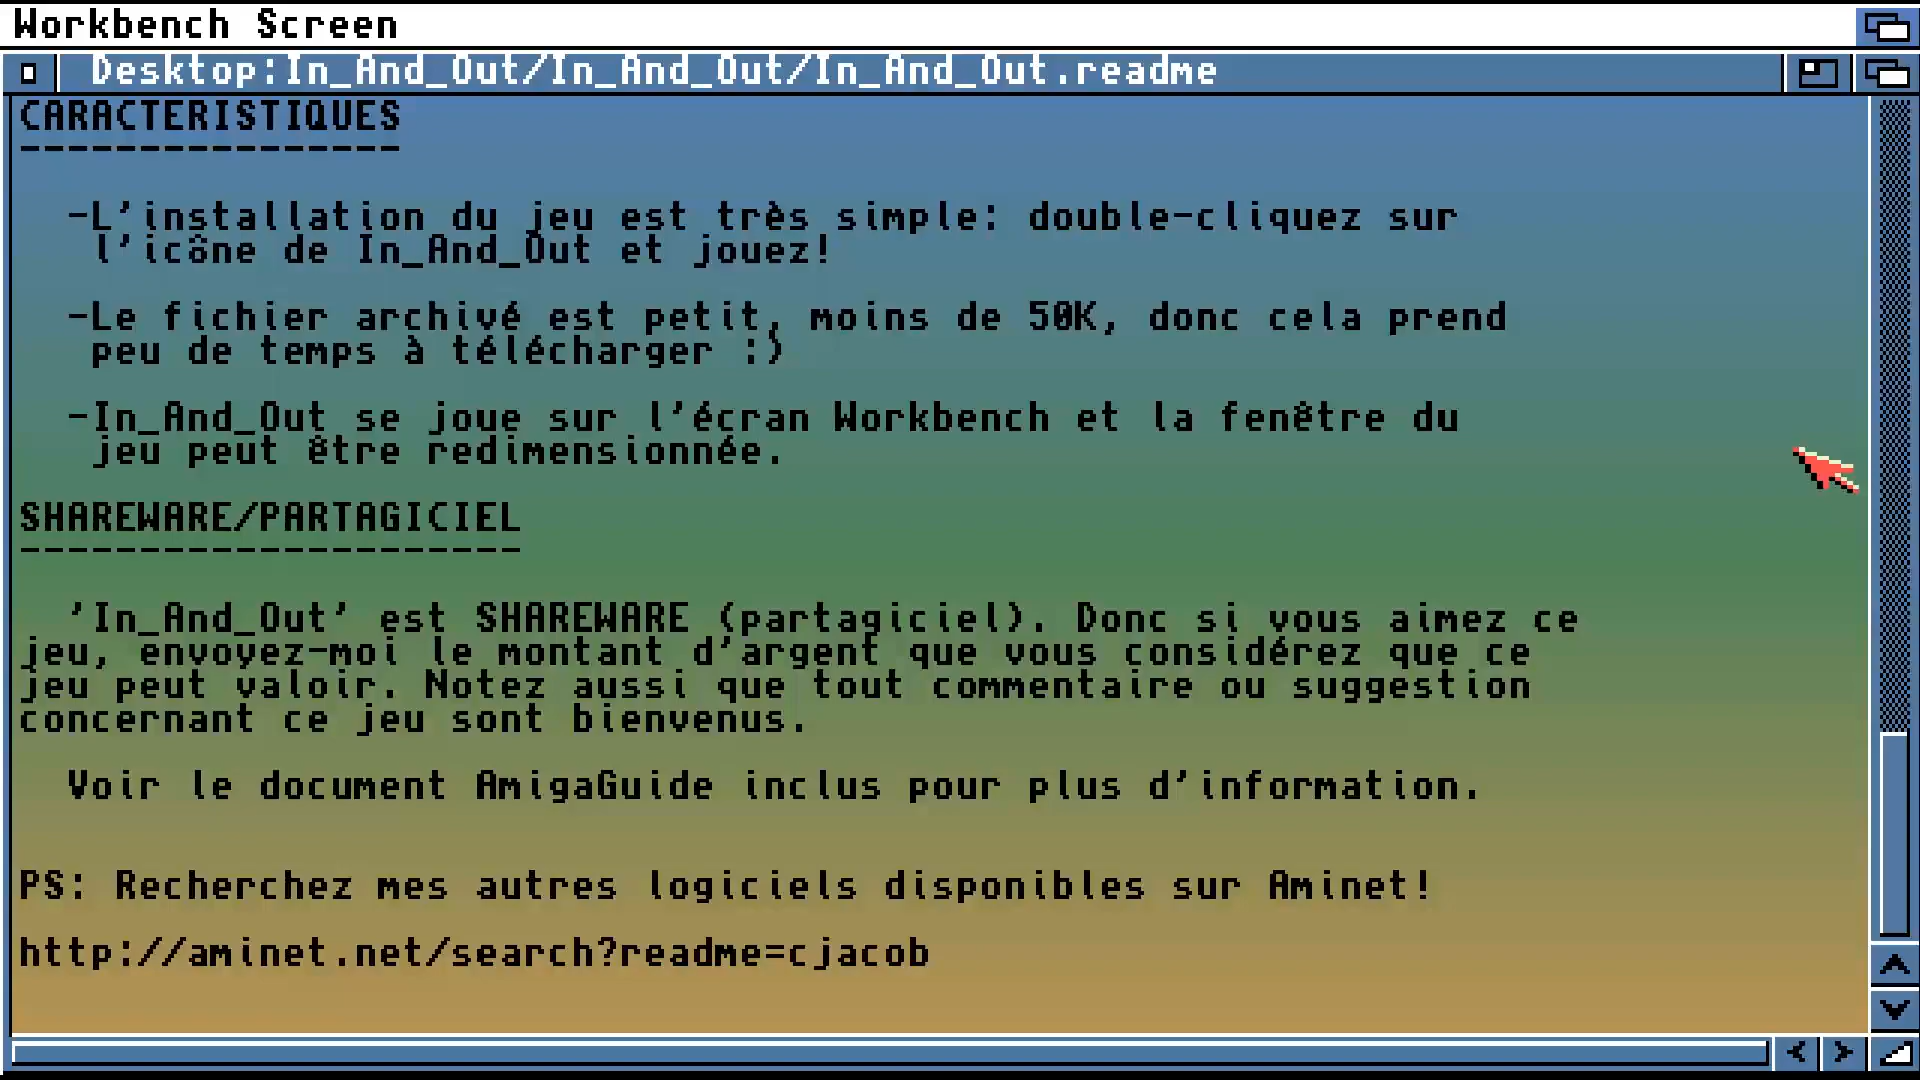 Workbench Screen
Desktop:In_And_Out/In_And_Out/In_And_Out.readme
CARACTERISTIQUES
----------------
-L'installation du jeu est très simple: double-cliquez sur
l'icône de In_And_Out et jouez!
-Le fichier archivé est petit, moins de 50K, donc cela prend
peu de temps à télécharger :)
-In_And_Out se joue sur l'écran Workbench et la fenêtre du
jeu peut être redimensionnée.
SHAREWARE/PARTAGICIEL
---------------------
'In_And_Out' est SHAREWARE (partagiciel). Donc si vous aimez ce
jeu, envoyez-moi le montant d'argent que vous considérez que ce
jeu peut valoir. Notez aussi que tout commentaire ou suggestion
concernant ce jeu sont bienvenus.
Voir le document AmigaGuide inclus pour plus d'information.
PS: Recherchez mes autres logiciels disponibles sur Aminet!
http://aminet.net/search?readme=cjacob